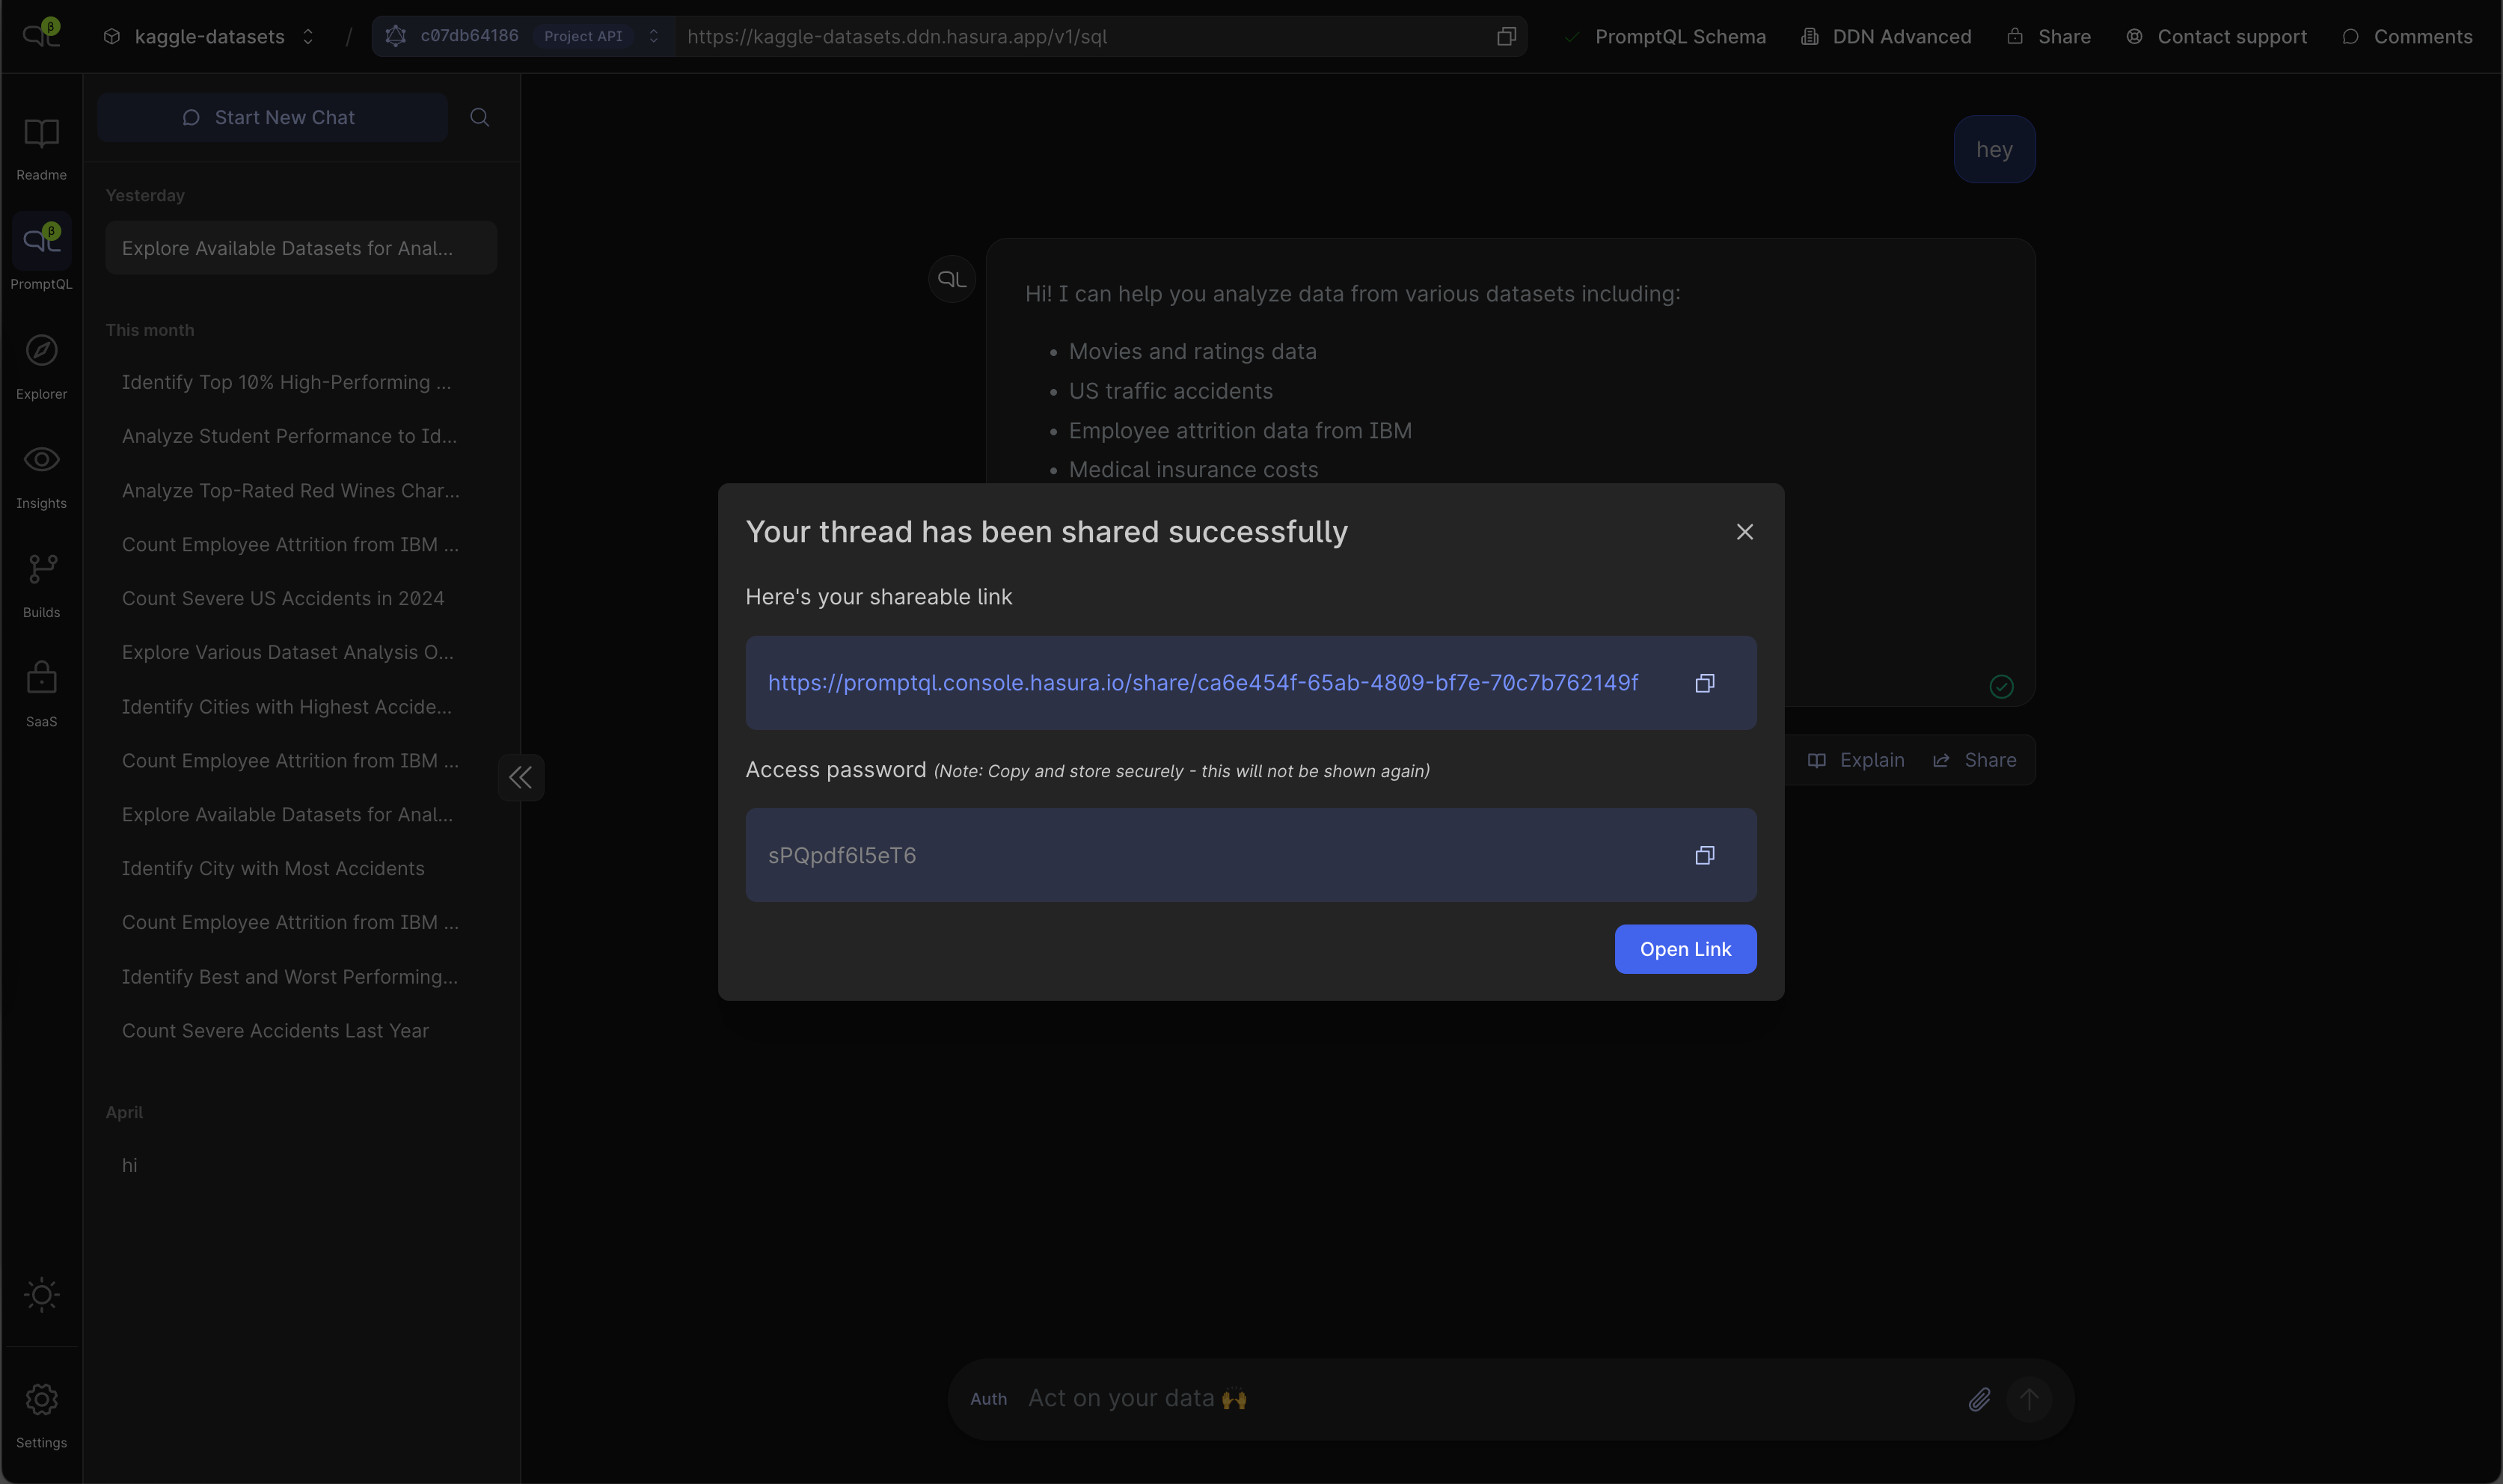 β
kaggle-datasets
/
c07db64186
Project API
https://kaggle-datasets.ddn.hasura.app/v1/sql
PromptQL Schema
DDN Advanced
Share
Contact support
Comments
Readme
β
PromptQL
Explorer
Insights
Builds
SaaS
Settings
Start New Chat
Yesterday
Explore Available Datasets for Anal...
This month
Identify Top 10% High-Performing ...
Analyze Student Performance to Id...
Analyze Top-Rated Red Wines Char...
Count Employee Attrition from IBM ...
Count Severe US Accidents in 2024
Explore Various Dataset Analysis O...
Identify Cities with Highest Accide...
Count Employee Attrition from IBM ...
Explore Available Datasets for Anal...
Identify City with Most Accidents
Count Employee Attrition from IBM ...
Identify Best and Worst Performing...
Count Severe Accidents Last Year
April
hi
hey
Hi! I can help you analyze data from various datasets including:
• Movies and ratings data
• US traffic accidents
• Employee attrition data from IBM
• Medical insurance costs
Your thread has been shared successfully
Here's your shareable link
https://promptql.console.hasura.io/share/ca6e454f-65ab-4809-bf7e-70c7b762149f
Access password (Note: Copy and store securely - this will not be shown again)
sPQpdf6l5eT6
Open Link
Explain
Share
Auth
Act on your data 🙌